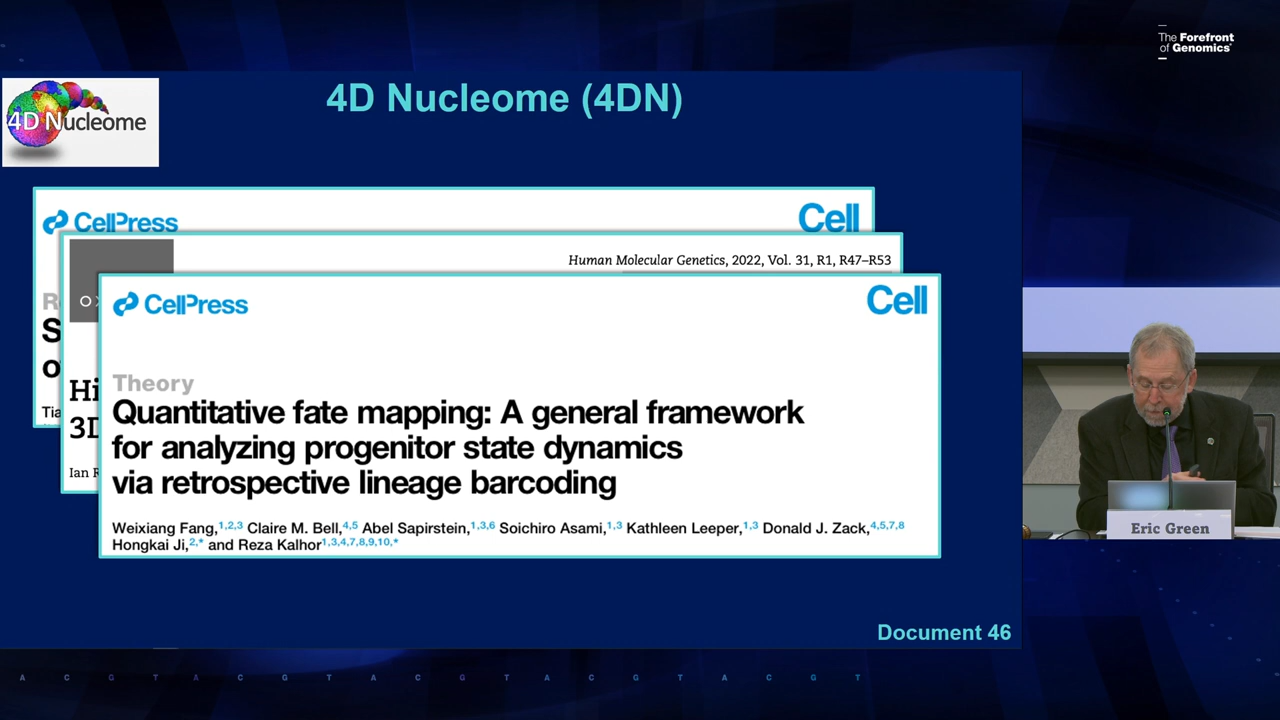 The Forefront
of Genomics
4D Nucleome (4DN)
4D Nucleome
CellPress
Cell
Human Molecular Genetics, 2022, Vol. 31, R1, R47–R53
CellPress
Cell
Theory
Quantitative fate mapping: A general framework
for analyzing progenitor state dynamics
via retrospective lineage barcoding
Weixiang Fang,1,2,3 Claire M. Bell,4,5 Abel Sapirstein,1,3,6 Soichiro Asami,1,3 Kathleen Leeper,1,3 Donald J. Zack,4,5,7,8
Hongkai Ji,2,* and Reza Kalhor1,3,4,7,8,9,10,*
3D
Ian
Eric Green
Document 46
A C G T A C G T A C G T A C G T A C G T